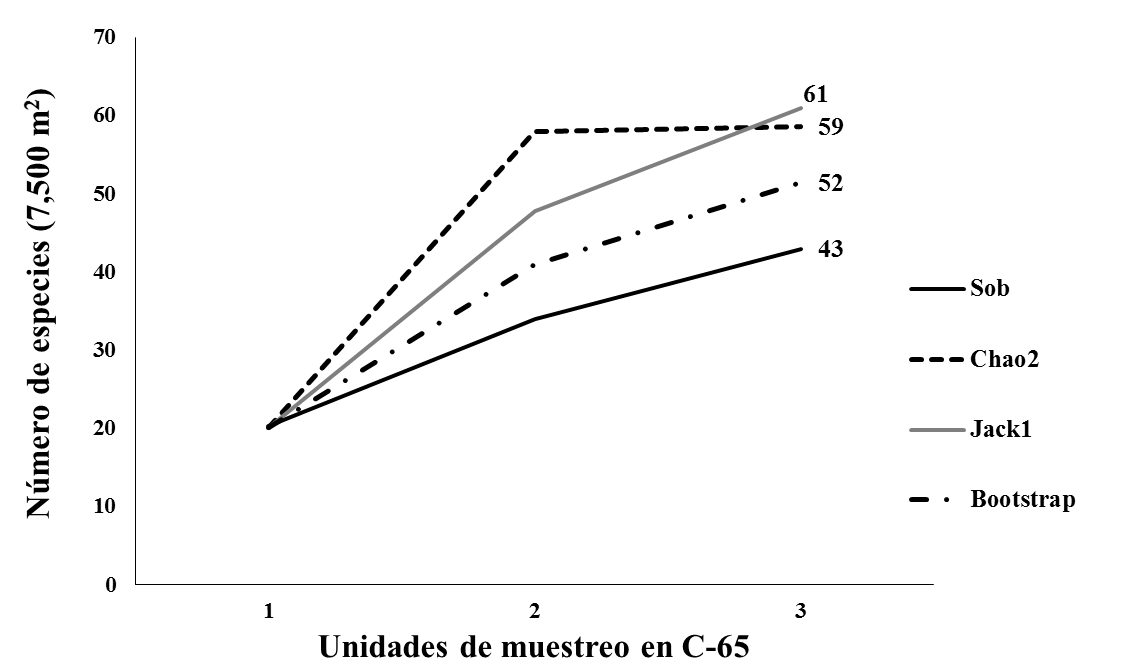 Número de especies (7,500 m²)
70
60
50
40
30
20
10
0
61
59
52
43
Sob
Chao2
Jack1
Bootstrap
1 2 3
Unidades de muestreo en C-65